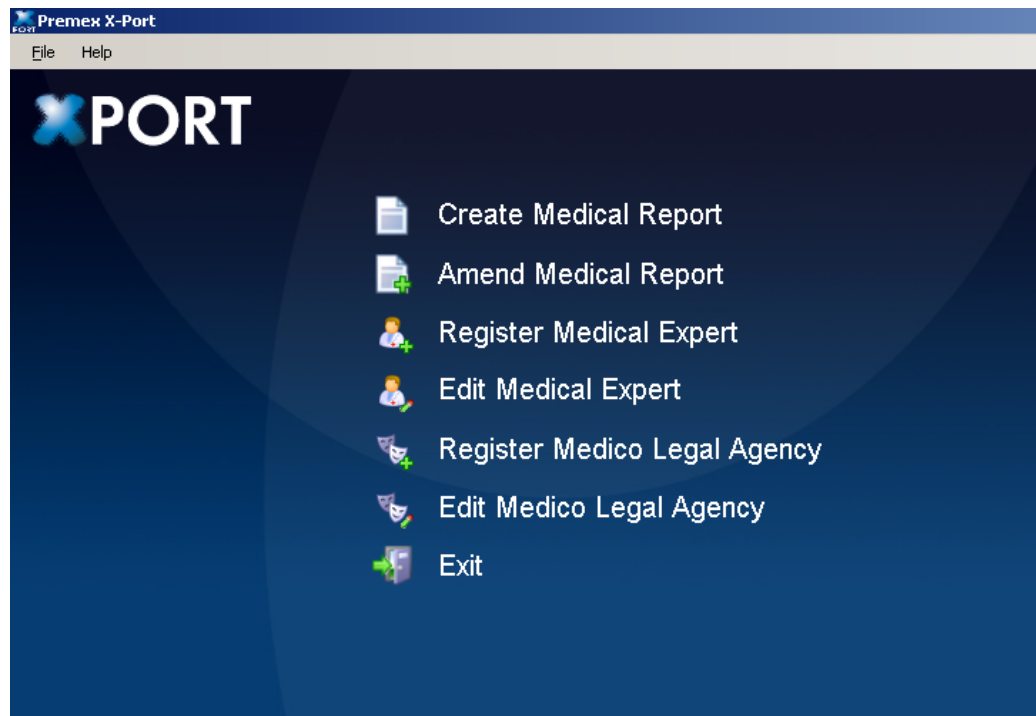 Premex X-Port
File Help
XPORT
Create Medical Report
Amend Medical Report
Register Medical Expert
Edit Medical Expert
Register Medico Legal Agency
Edit Medico Legal Agency
Exit